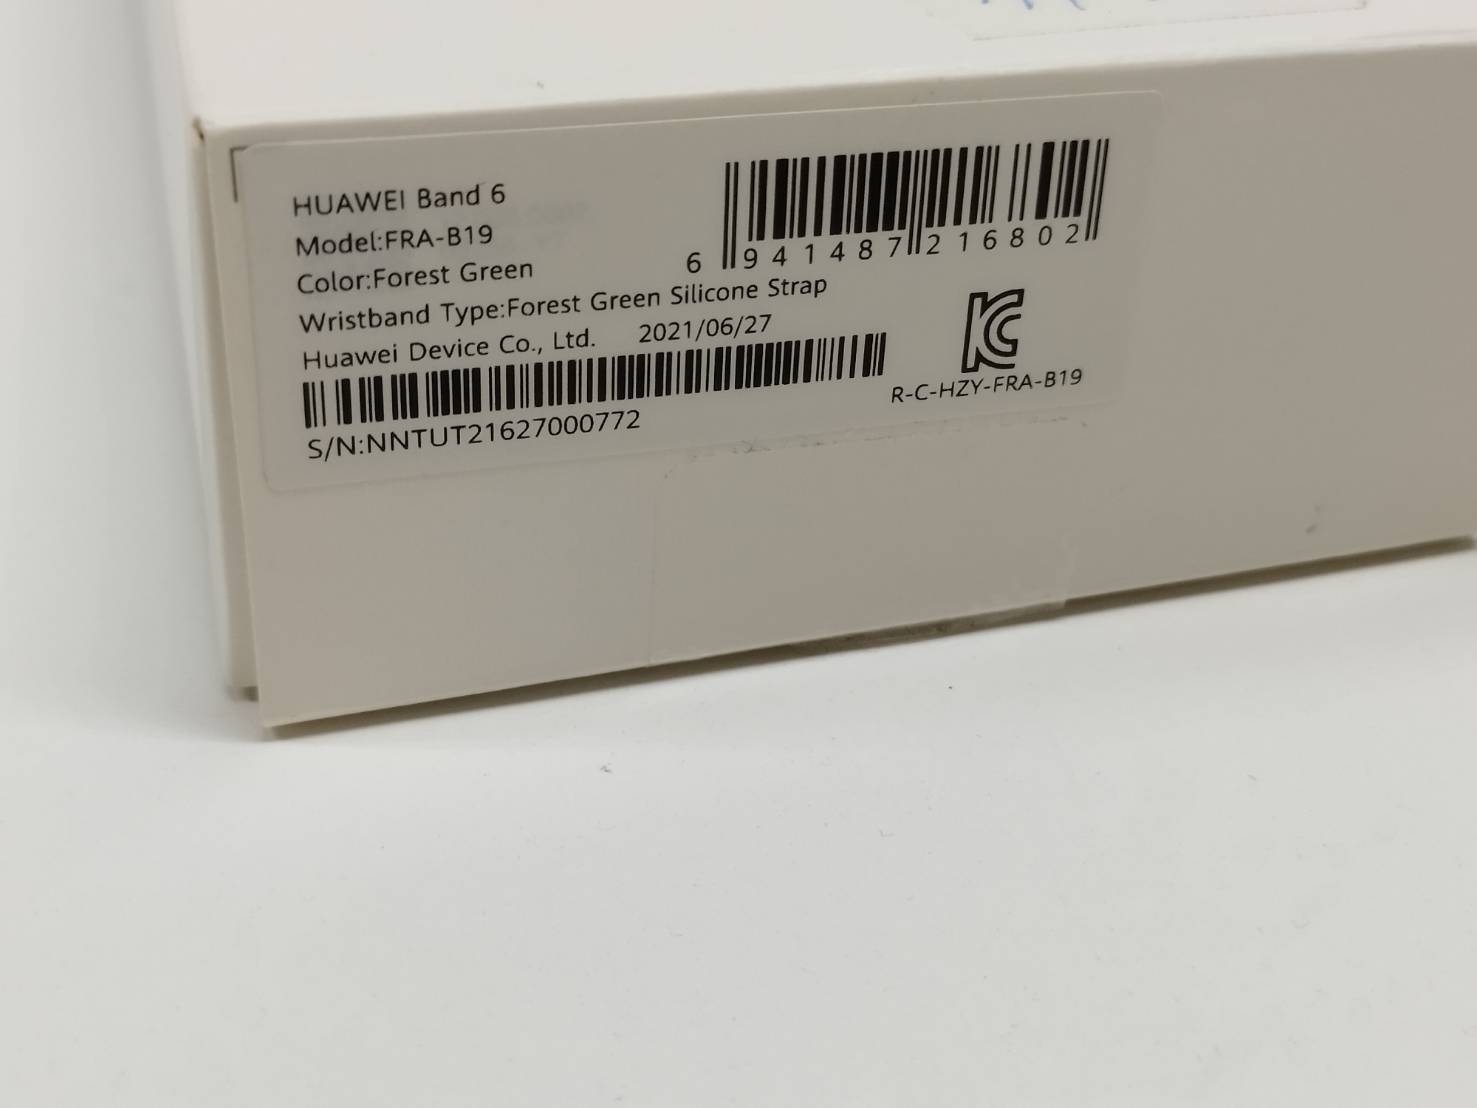 HUAWEI Band 6
Model:FRA-B19
Color:Forest Green
Wristband Type:Forest Green Silicone Strap
Huawei Device Co., Ltd. 2021/06/27
S/N:NNTUT21627000772
6 941487 216802
R-C-HZY-FRA-B19